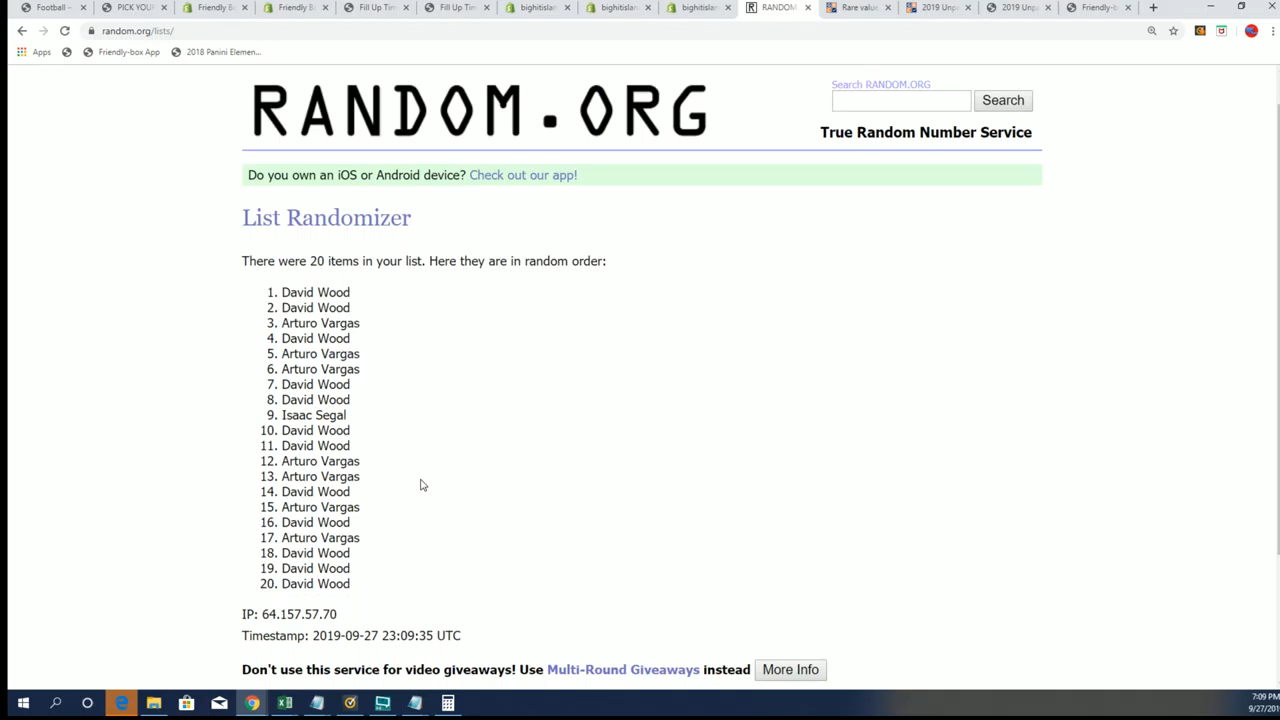 Football –
PICK YOUR
Friendly B
Friendly B
Fill Up Tim
Fill Up Tim
bighitislan
bighitislan
bighitislan
RANDOM
Rare value
2019 Unp
2019 Unp
Friendly-b
random.org/lists/
Apps
Friendly-box App
2018 Panini Elemen...
RANDOM.ORG
Search RANDOM.ORG
Search
True Random Number Service
Do you own an iOS or Android device? Check out our app!
List Randomizer
There were 20 items in your list. Here they are in random order:
1. David Wood
2. David Wood
3. Arturo Vargas
4. David Wood
5. Arturo Vargas
6. Arturo Vargas
7. David Wood
8. David Wood
9. Isaac Segal
10. David Wood
11. David Wood
12. Arturo Vargas
13. Arturo Vargas
14. David Wood
15. Arturo Vargas
16. David Wood
17. Arturo Vargas
18. David Wood
19. David Wood
20. David Wood
IP: 64.157.57.70
Timestamp: 2019-09-27 23:09:35 UTC
Don't use this service for video giveaways! Use Multi-Round Giveaways instead More Info
7:09 PM
9/27/201